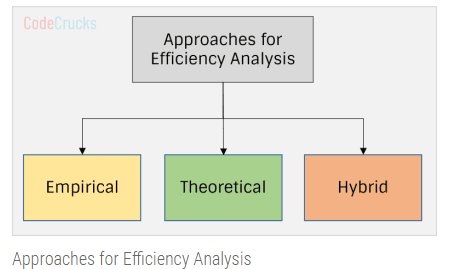 CodeCrucks
Approaches for
Efficiency Analysis
Empirical
Theoretical
Hybrid
Approaches for Efficiency Analysis